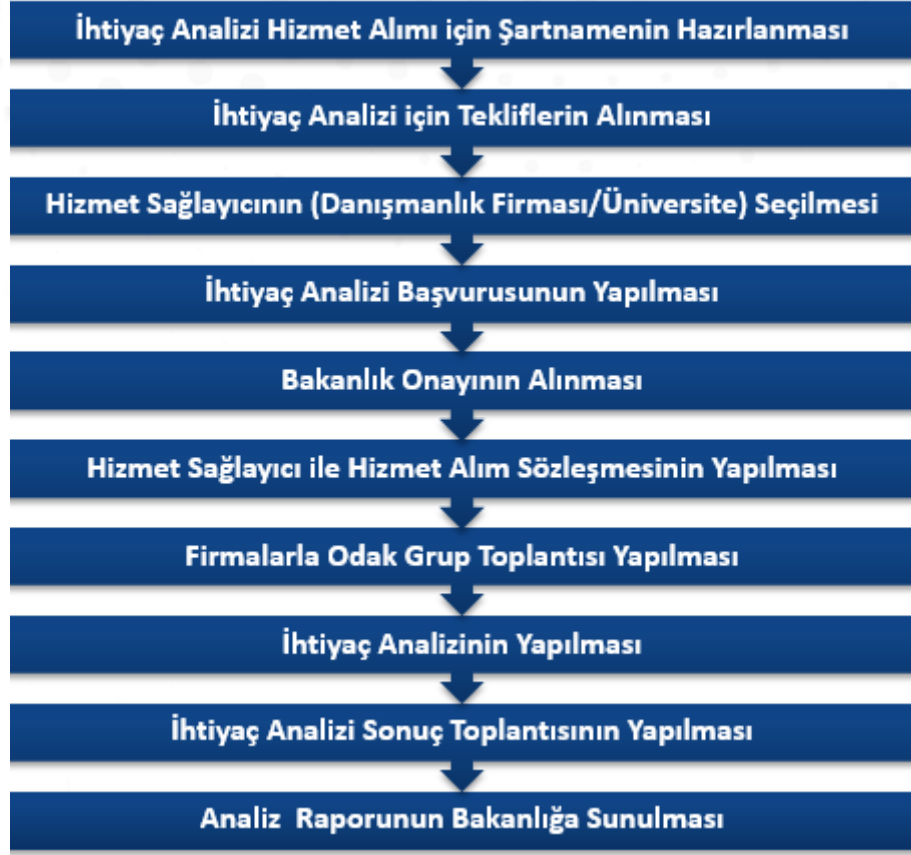 İhtiyaç Analizi Hizmet Alımı için Şartnamenin Hazırlanması
İhtiyaç Analizi için Tekliflerin Alınması
Hizmet Sağlayıcının (Danışmanlık Firması/Üniversite) Seçilmesi
İhtiyaç Analizi Başvurusunun Yapılması
Bakanlık Onayının Alınması
Hizmet Sağlayıcı ile Hizmet Alım Sözleşmesinin Yapılması
Firmalarla Odak Grup Toplantısı Yapılması
İhtiyaç Analizinin Yapılması
İhtiyaç Analizi Sonuç Toplantısının Yapılması
Analiz Raporunun Bakanlığa Sunulması